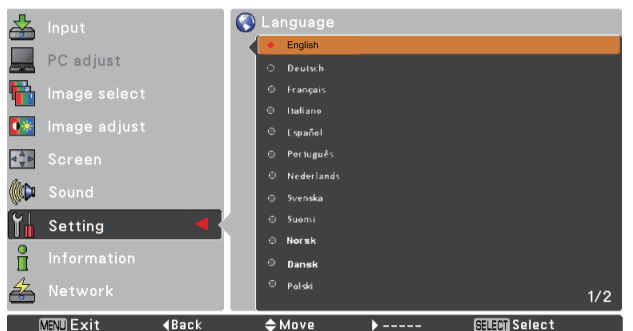 Input
PC adjust
Image select
Image adjust
Screen
Sound
Setting
Information
Network
Language
English
Deutsch
Français
Italiano
Español
Português
Nederlands
Svenska
Suomi
Norsk
Dansk
Polski
1/2
MENU Exit Back Move ----- SELECT Select